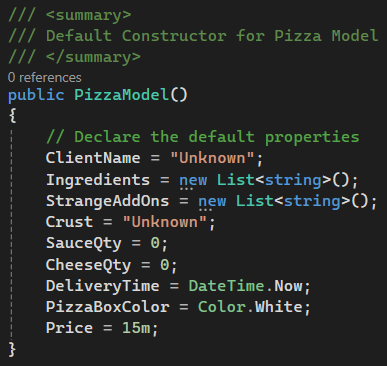 /// <summary>
/// Default Constructor for Pizza Model
/// </summary>
0 references
public PizzaModel()
{
    // Declare the default properties
    ClientName = "Unknown";
    Ingredients = new List<string>();
    StrangeAddOns = new List<string>();
    Crust = "Unknown";
    SauceQty = 0;
    CheeseQty = 0;
    DeliveryTime = DateTime.Now;
    PizzaBoxColor = Color.White;
    Price = 15m;
}